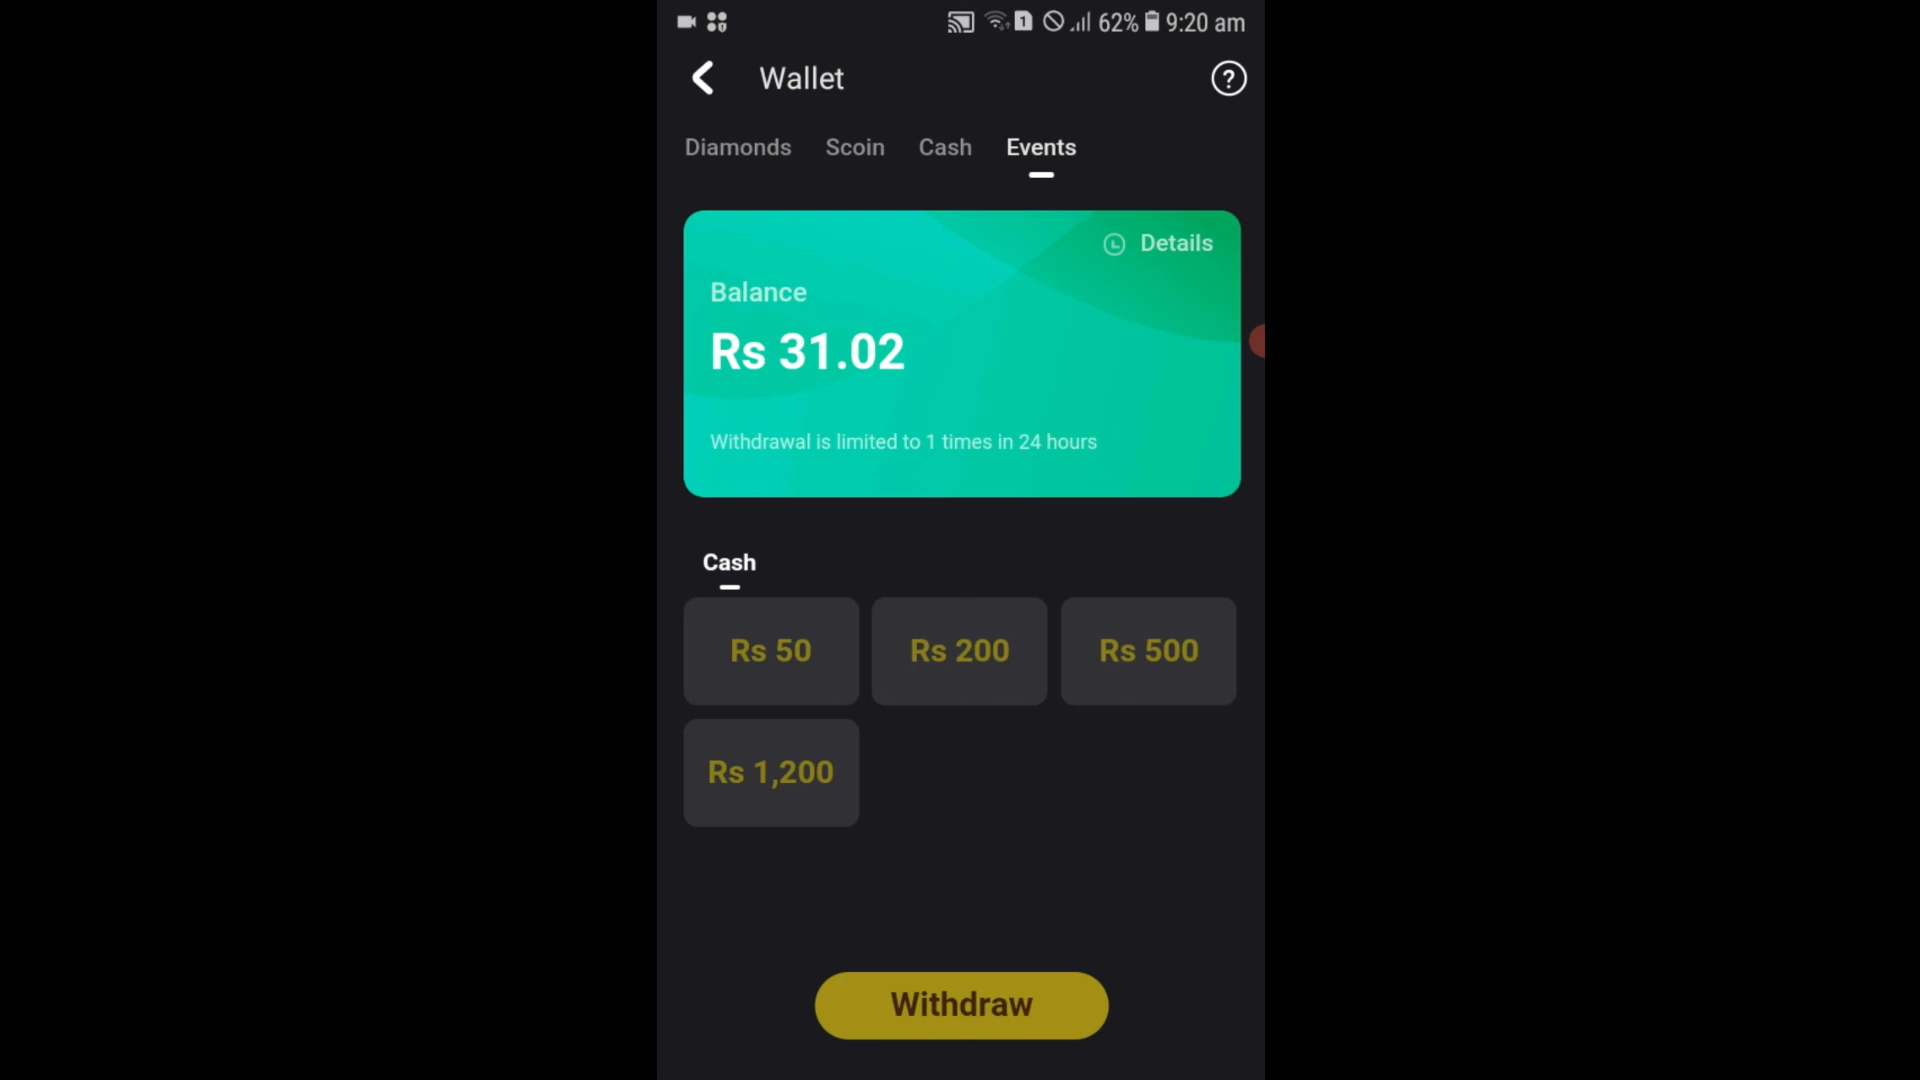 1 62% 9:20 am
Wallet ?
Diamonds Scoin Cash Events
Details
Balance
Rs 31.02
Withdrawal is limited to 1 times in 24 hours
Cash
Rs 50 Rs 200 Rs 500
Rs 1,200
Withdraw